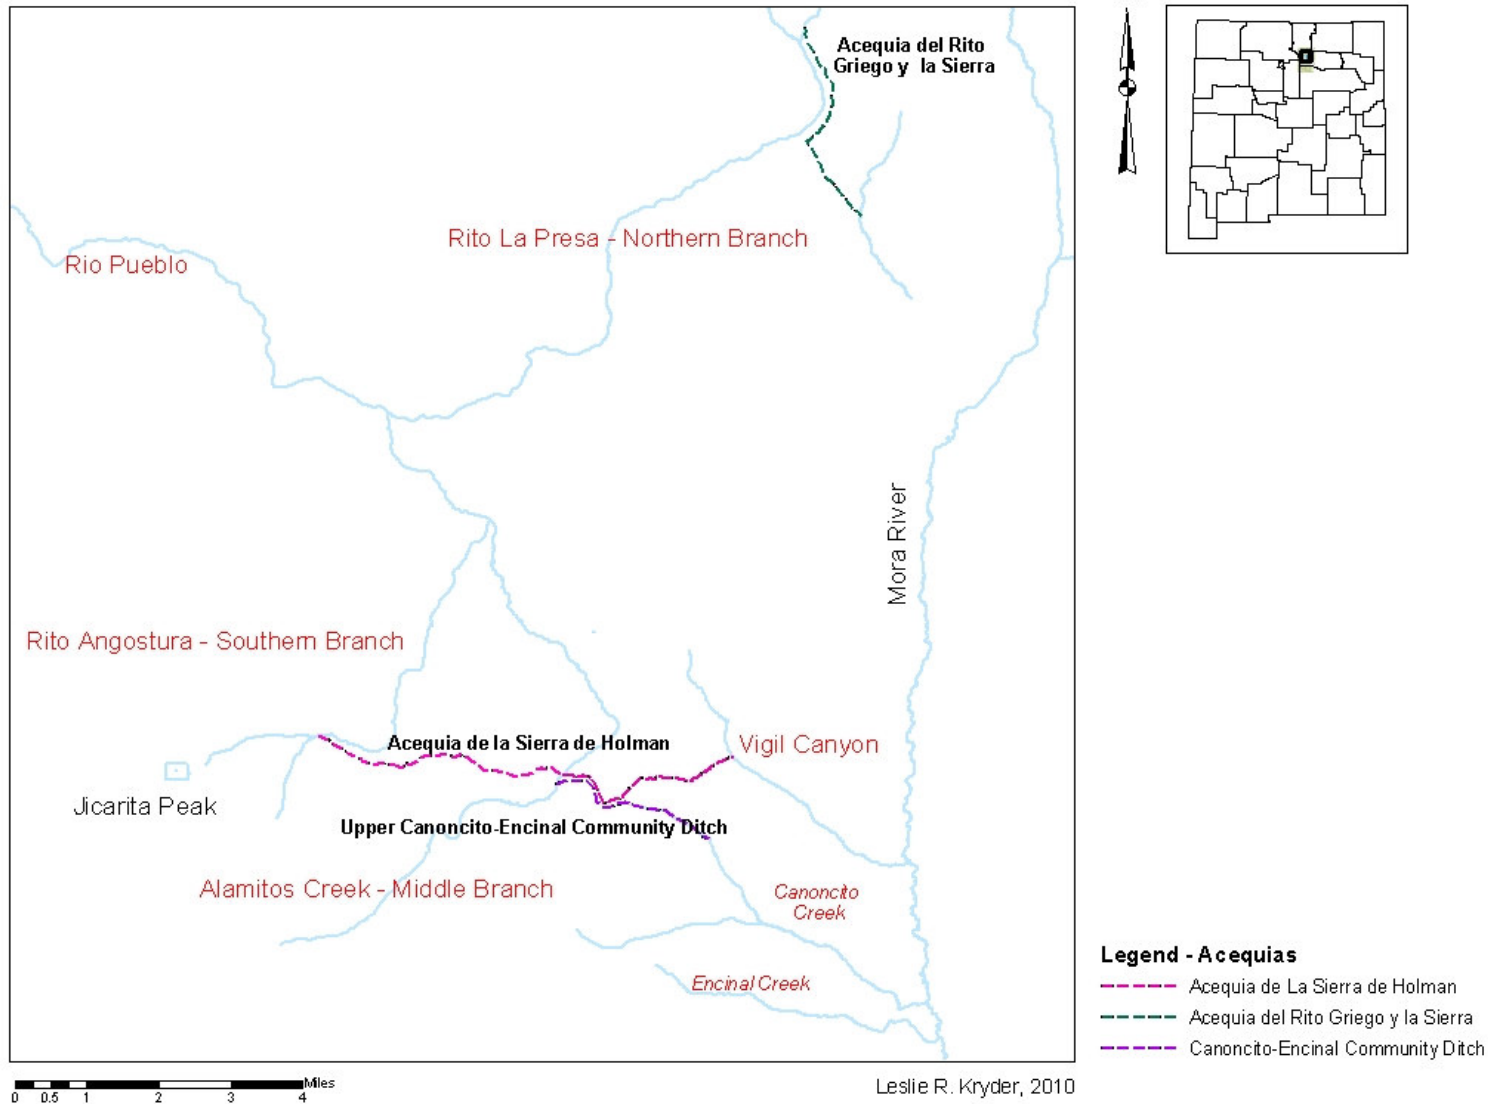 Acequia del Rito
Griego y la Sierra
Rito La Presa - Northern Branch
Rio Pueblo
Mora River
Rito Angostura - Southern Branch
Acequia de la Sierra de Holman
Vigil Canyon
Jicarita Peak
Upper Canoncito-Encinal Community Ditch
Alamitos Creek - Middle Branch
Canoncito
Creek
Encinal Creek
Legend - Acequias
Acequia de La Sierra de Holman
Acequia del Rito Griego y la Sierra
Canoncito-Encinal Community Ditch
Miles
0 0.5 1 2 3 4
Leslie R. Kryder, 2010